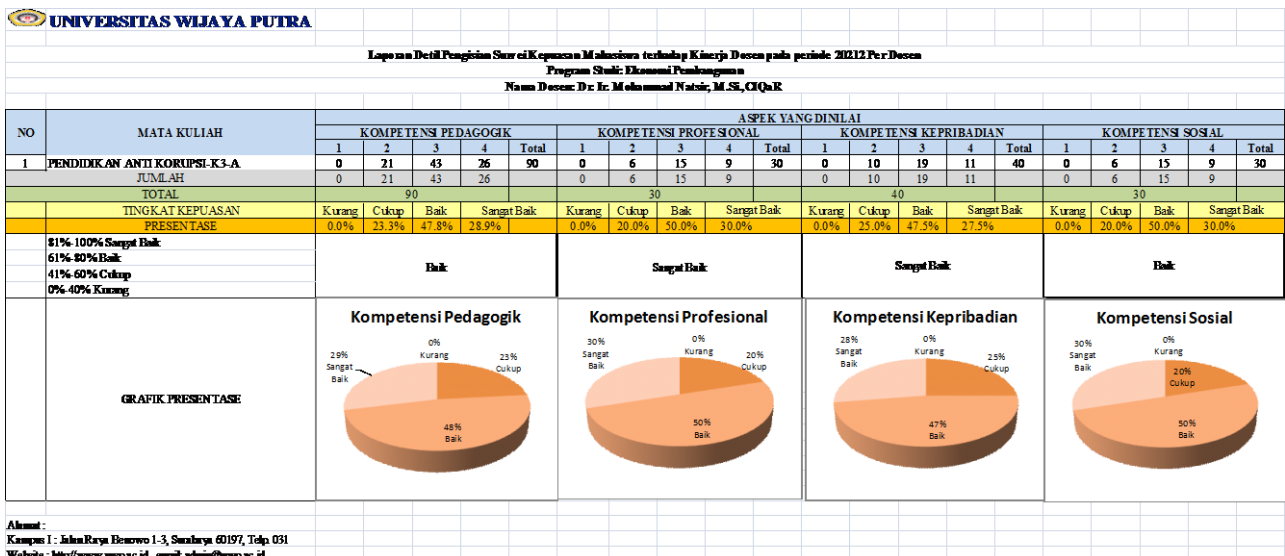 UNIVERSITAS WIJAYA PUTRA
Laporan Detil Pengisian Survei Kepuasan Mahasiswa terhadap Kinerja Dosen pada periode 20212 Per Dosen
Program Studi: Ekonomi Pembangunan
Nama Dosen: Dr. Ir. Mohammad Natsir, M.Si, CIQaR
NO MATA KULIAH ASPEK YANG DINILAI
KOMPETENSI PEDAGOGIK KOMPETENSI PROFESIONAL KOMPETENSI KEPRIBADIAN KOMPETENSI SOSIAL
1 2 3 4 Total 1 2 3 4 Total 1 2 3 4 Total 1 2 3 4 Total
1 PENDIDIKAN ANTI KORUPSI-K3-A 0 21 43 26 90 0 6 15 9 30 0 10 19 11 40 0 6 15 9 30
JUMLAH 0 21 43 26 0 6 15 9 0 10 19 11 0 6 15 9
TOTAL 90 30 40 30
TINGKAT KEPUASAN Kurang Cukup Baik Sangat Baik Kurang Cukup Baik Sangat Baik Kurang Cukup Baik Sangat Baik Kurang Cukup Baik Sangat Baik
PRESENTASE 0.0% 23.3% 47.8% 28.9% 0.0% 20.0% 50.0% 30.0% 0.0% 25.0% 47.5% 27.5% 0.0% 20.0% 50.0% 30.0%
81%-100% Sangat Baik
61%-80% Baik
41%-60% Cukup
0%-40% Kurang
Baik Sangat Baik Sangat Baik Baik
GRAFIK PRESENTASE
Kompetensi Pedagogik
0%
Kurang
23%
Cukup
48%
Baik
29%
Sangat
Baik
Kompetensi Profesional
0%
Kurang
20%
Cukup
50%
Baik
30%
Sangat
Baik
Kompetensi Kepribadian
0%
Kurang
25%
Cukup
47%
Baik
28%
Sangat
Baik
Kompetensi Sosial
0%
Kurang
20%
Cukup
50%
Baik
30%
Sangat
Baik
Alamat :
Kampus I : Jalan Raya Benowo 1-3, Surabaya 60197, Telp. 031